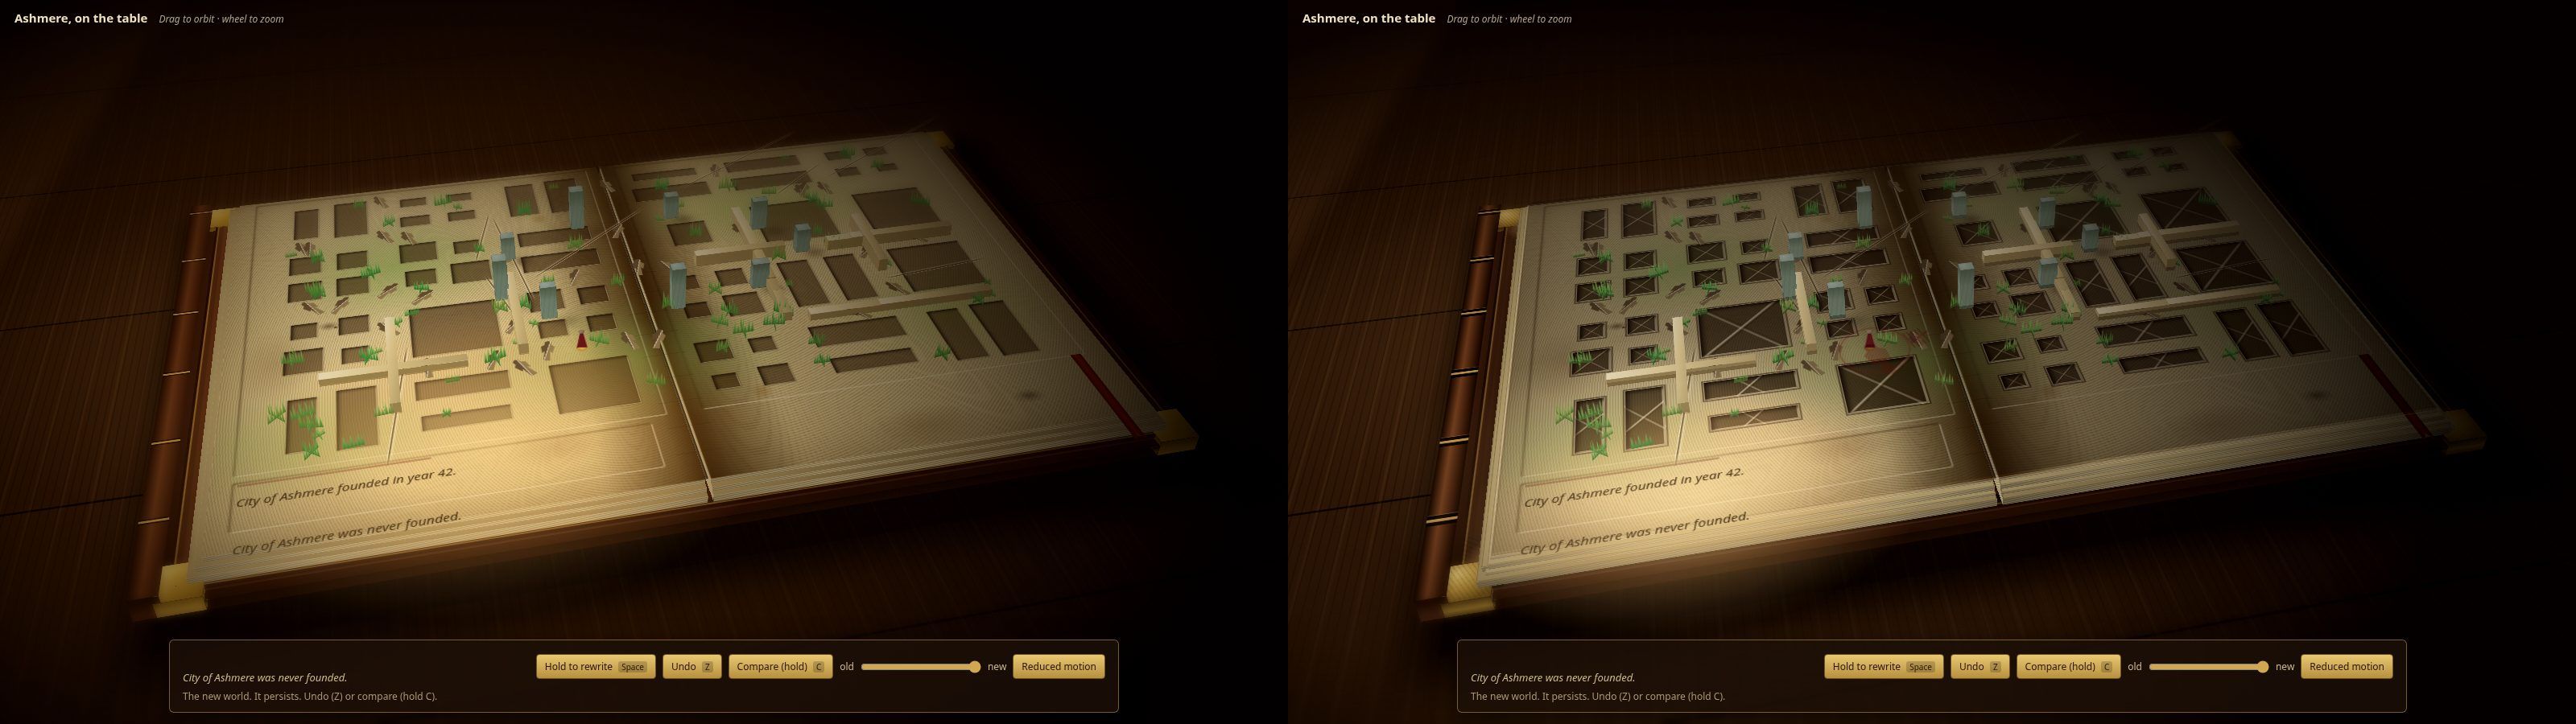 Ashmere, on the table Drag to orbit · wheel to zoom
City of Ashmere founded in year 42.
City of Ashmere was never founded.
Hold to rewrite Space Undo Z Compare (hold) C old new Reduced motion
City of Ashmere was never founded.
The new world. It persists. Undo (Z) or compare (hold C).
Ashmere, on the table Drag to orbit · wheel to zoom
City of Ashmere founded in year 42.
City of Ashmere was never founded.
Hold to rewrite Space Undo Z Compare (hold) C old new Reduced motion
City of Ashmere was never founded.
The new world. It persists. Undo (Z) or compare (hold C).